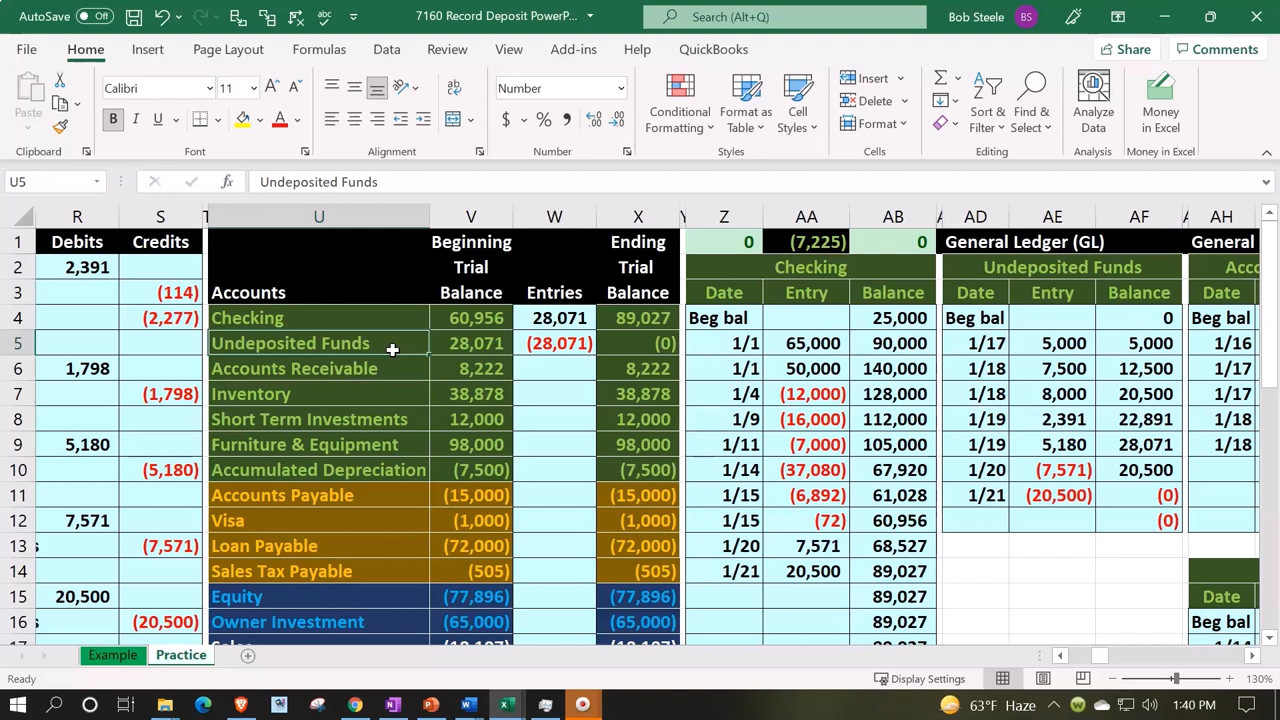 AutoSave Off 7160 Record Deposit PowerP... Search (Alt+Q) Bob Steele BS
File Home Insert Page Layout Formulas Data Review View Add-ins Help QuickBooks Share Comments
Paste Calibri 11 A A Number Conditional Formatting Format as Table Cell Styles Insert Delete Format Sort & Filter Find & Select Analyze Data Money in Excel
B I U A $ %
Clipboard Font Alignment Number Styles Cells Editing Analysis Money in Excel
U5 fx Undeposited Funds
R S T U V W X Y Z AA AB AD AE AF AH
1 Debits Credits Beginning Ending 0 (7,225) 0 General Ledger (GL) General
2 2,391 Trial Trial Checking Undeposited Funds Acco
3 (114) Accounts Balance Entries Balance Date Entry Balance Date Entry Balance Date
4 (2,277) Checking 60,956 28,071 89,027 Beg bal 25,000 Beg bal 0 Beg bal
5 Undeposited Funds 28,071 (28,071) (0) 1/1 65,000 90,000 1/17 5,000 5,000 1/16
6 1,798 Accounts Receivable 8,222 8,222 1/1 50,000 140,000 1/18 7,500 12,500 1/17
7 (1,798) Inventory 38,878 38,878 1/4 (12,000) 128,000 1/18 8,000 20,500 1/18
8 Short Term Investments 12,000 12,000 1/9 (16,000) 112,000 1/19 2,391 22,891 1/18
9 5,180 Furniture & Equipment 98,000 98,000 1/11 (7,000) 105,000 1/19 5,180 28,071 1/18
10 (5,180) Accumulated Depreciation (7,500) (7,500) 1/14 (37,080) 67,920 1/20 (7,571) 20,500
11 Accounts Payable (15,000) (15,000) 1/15 (6,892) 61,028 1/21 (20,500) (0)
12 7,571 Visa (1,000) (1,000) 1/15 (72) 60,956 (0)
13 s (7,571) Loan Payable (72,000) (72,000) 1/20 7,571 68,527
14 Sales Tax Payable (505) (505) 1/21 20,500 89,027
15 20,500 Equity (77,896) (77,896) 89,027 Date
16 s (20,500) Owner Investment (65,000) (65,000) 89,027 Beg bal
Example Practice
Ready Display Settings 130%
63°F Haze 1:40 PM